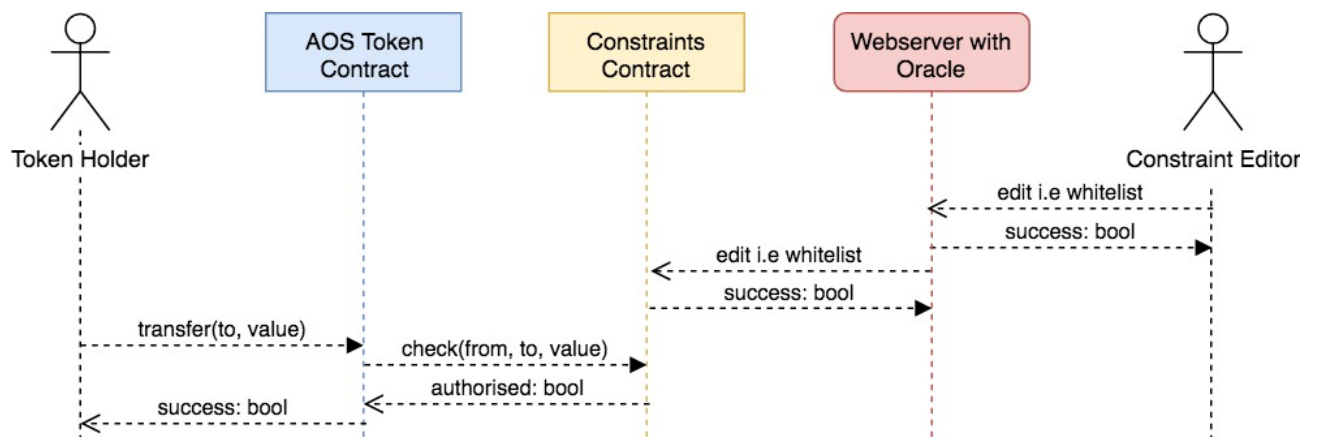 AOS Token
Contract
Constraints
Contract
Webserver with
Oracle
Token Holder
Constraint Editor
edit i.e whitelist
success: bool
edit i.e whitelist
success: bool
transfer(to, value)
check(from, to, value)
authorised: bool
success: bool